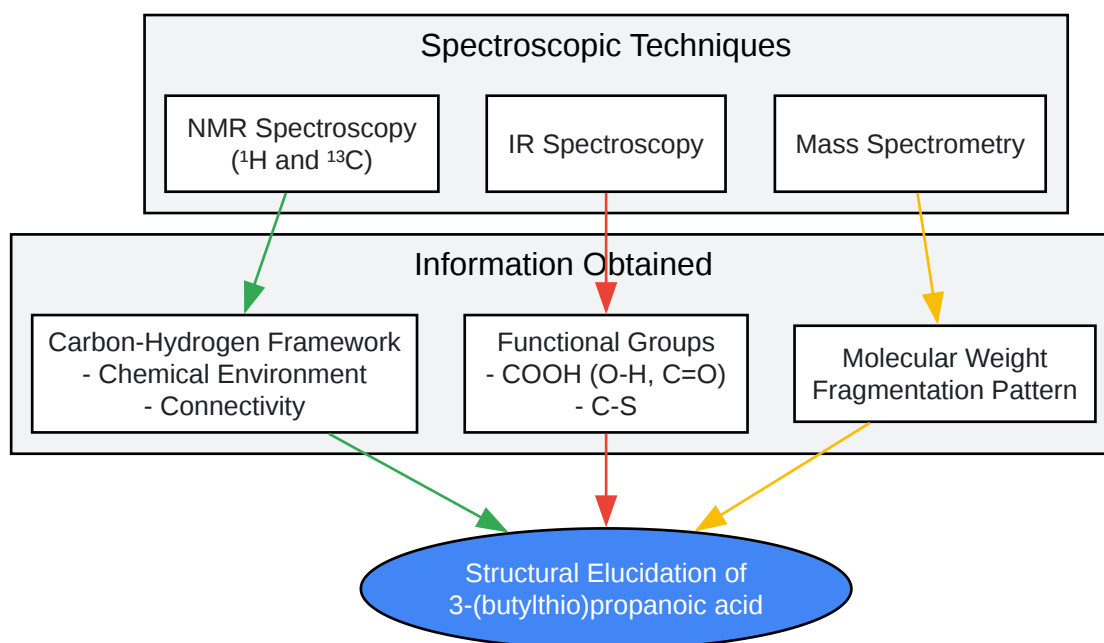 Spectroscopic Techniques
NMR Spectroscopy
(¹H and ¹³C)
IR Spectroscopy
Mass Spectrometry
Information Obtained
Carbon-Hydrogen Framework
- Chemical Environment
- Connectivity
Functional Groups
- COOH (O-H, C=O)
- C-S
Molecular Weight
Fragmentation Pattern
Structural Elucidation of
3-(butylthio)propanoic acid